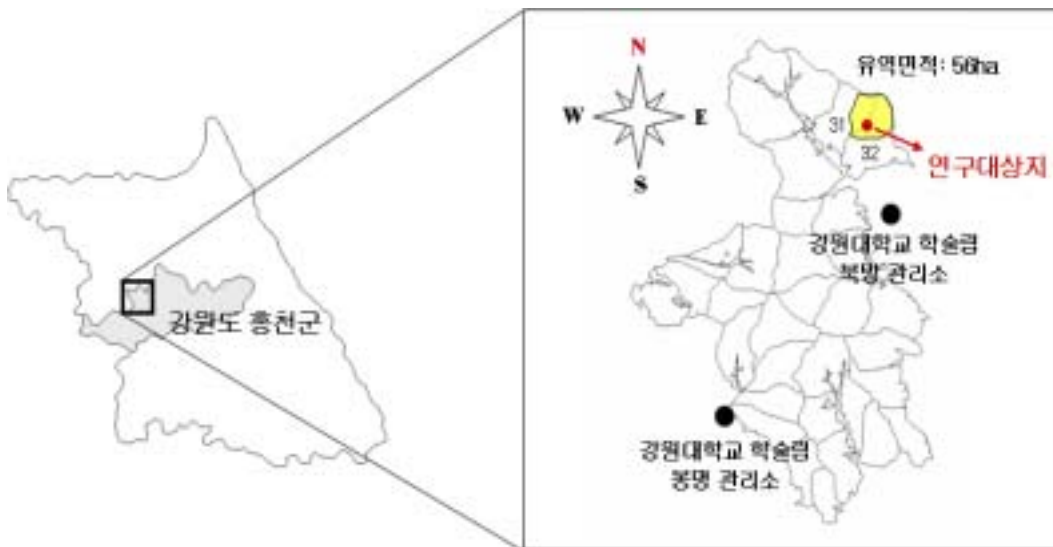 강원도 홍천군
N
W
E
S
유역면적: 56ha
31
32
연구대상지
강원대학교 학술림
북방 관리소
강원대학교 학술림
봉명 관리소